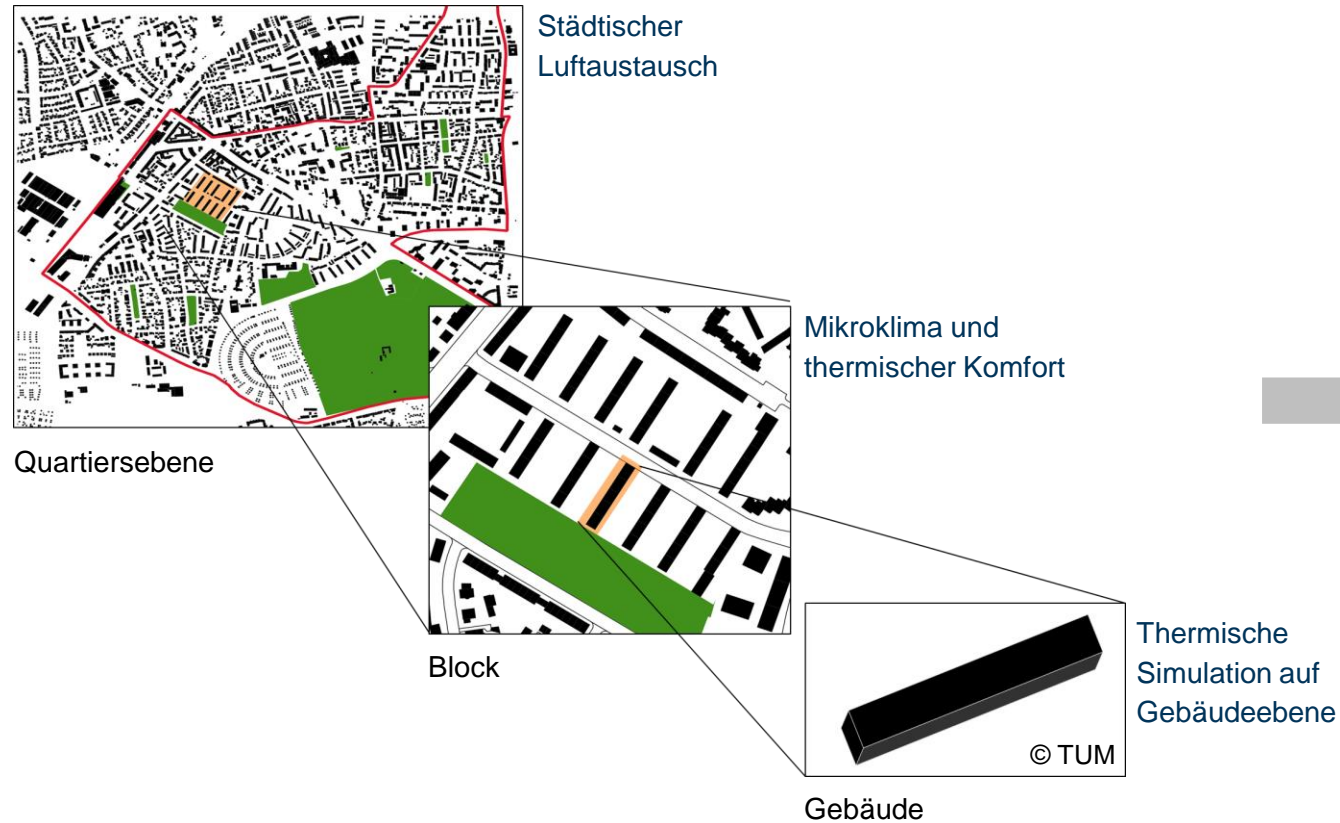 Städtischer
Luftaustausch
Quartiersebene
Mikroklima und
thermischer Komfort
Block
Thermische
Simulation auf
Gebäudeebene
© TUM
Gebäude